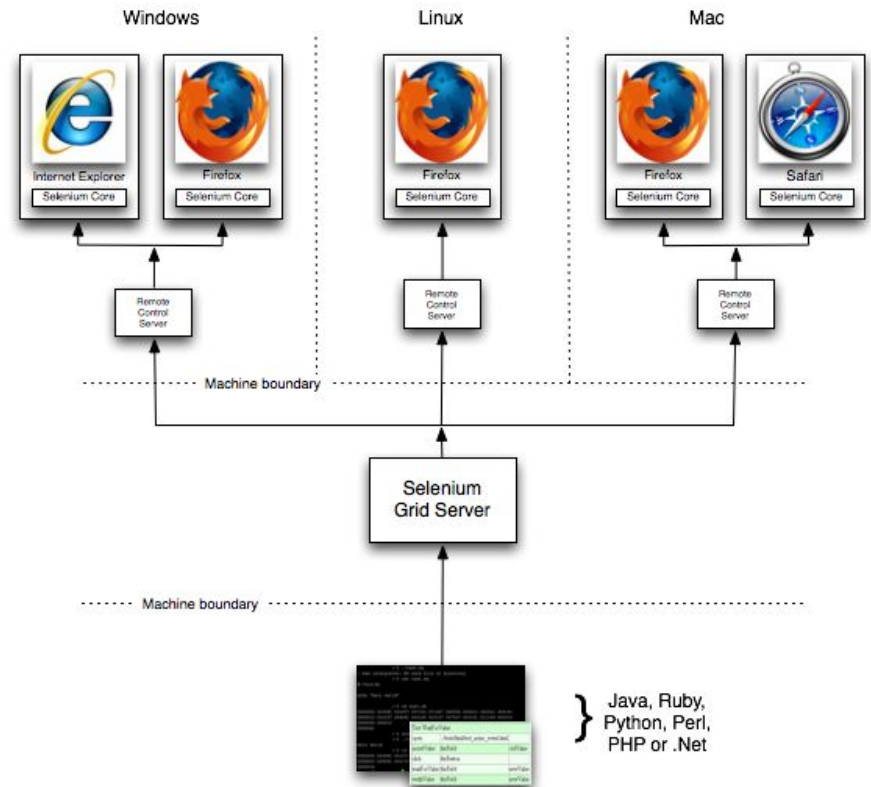 Windows
Linux
Mac
Internet Explorer
Selenium Core
Firefox
Selenium Core
Firefox
Selenium Core
Firefox
Selenium Core
Safari
Selenium Core
Remote
Control
Server
Remote
Control
Server
Remote
Control
Server
Machine boundary
Selenium
Grid Server
Machine boundary
Java, Ruby,
Python, Perl,
PHP or .Net